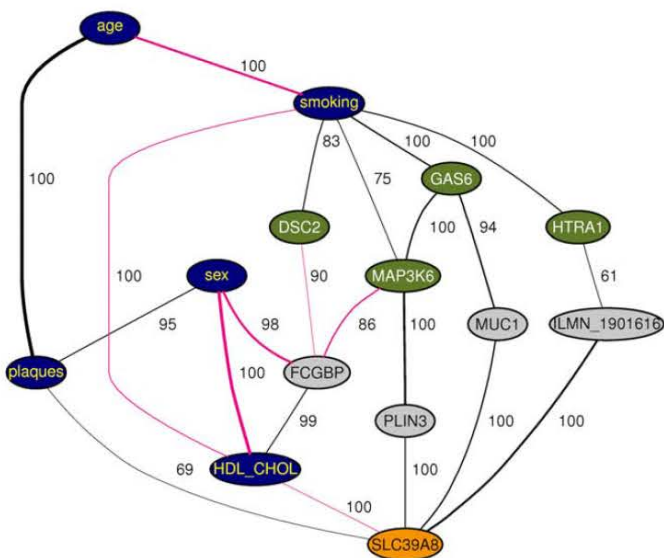 age
100
smoking
83
100
100
GAS6
100
75
DSC2
100
94
HTRA1
sex
100
90
MAP3K6
61
95
98
86
100
MUC1
ILMN_1901616
plaques
100
FCGBP
99
PLIN3
100
100
69
HDL_CHOL
100
100
SLC39A8